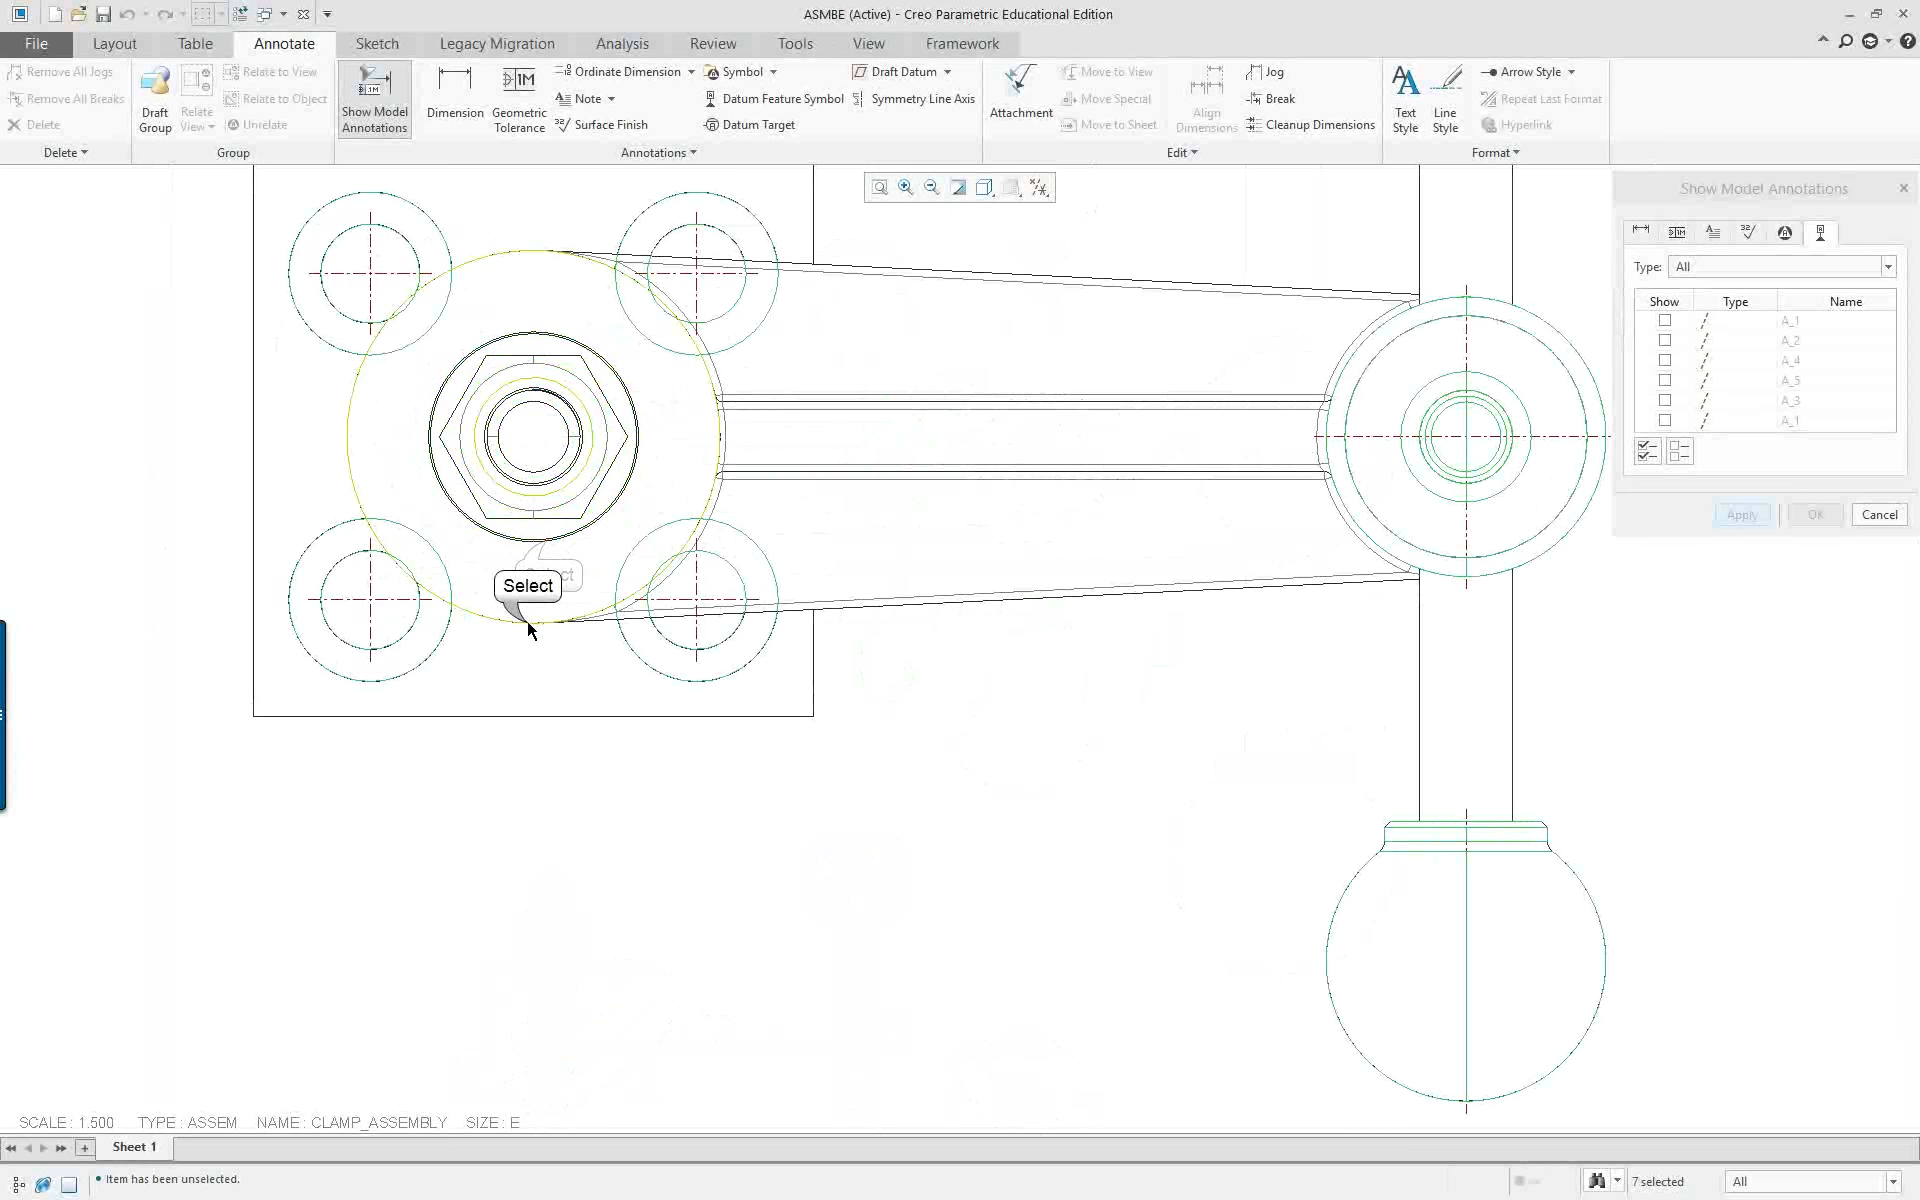 ASMBE (Active) - Creo Parametric Educational Edition
File
Layout
Table
Annotate
Sketch
Legacy Migration
Analysis
Review
Tools
View
Framework
Remove All Jogs
Remove All Breaks
Delete
Delete
Draft Group
Relate View
Relate to View
Relate to Object
Unrelate
Group
Show Model Annotations
Dimension
Geometric Tolerance
Ordinate Dimension
Note
Surface Finish
Symbol
Datum Feature Symbol
Datum Target
Draft Datum
Symmetry Line Axis
Annotations
Attachment
Move to View
Move Special
Move to Sheet
Align Dimensions
Jog
Break
Cleanup Dimensions
Edit
Text Style
Line Style
Arrow Style
Repeat Last Format
Hyperlink
Format
Show Model Annotations
Type: All
Show Type Name
A_1
A_2
A_4
A_5
A_3
A_1
Apply OK Cancel
Select
SCALE : 1.500 TYPE : ASSEM NAME : CLAMP_ASSEMBLY SIZE : E
Sheet 1
• Item has been unselected.
7 selected
All